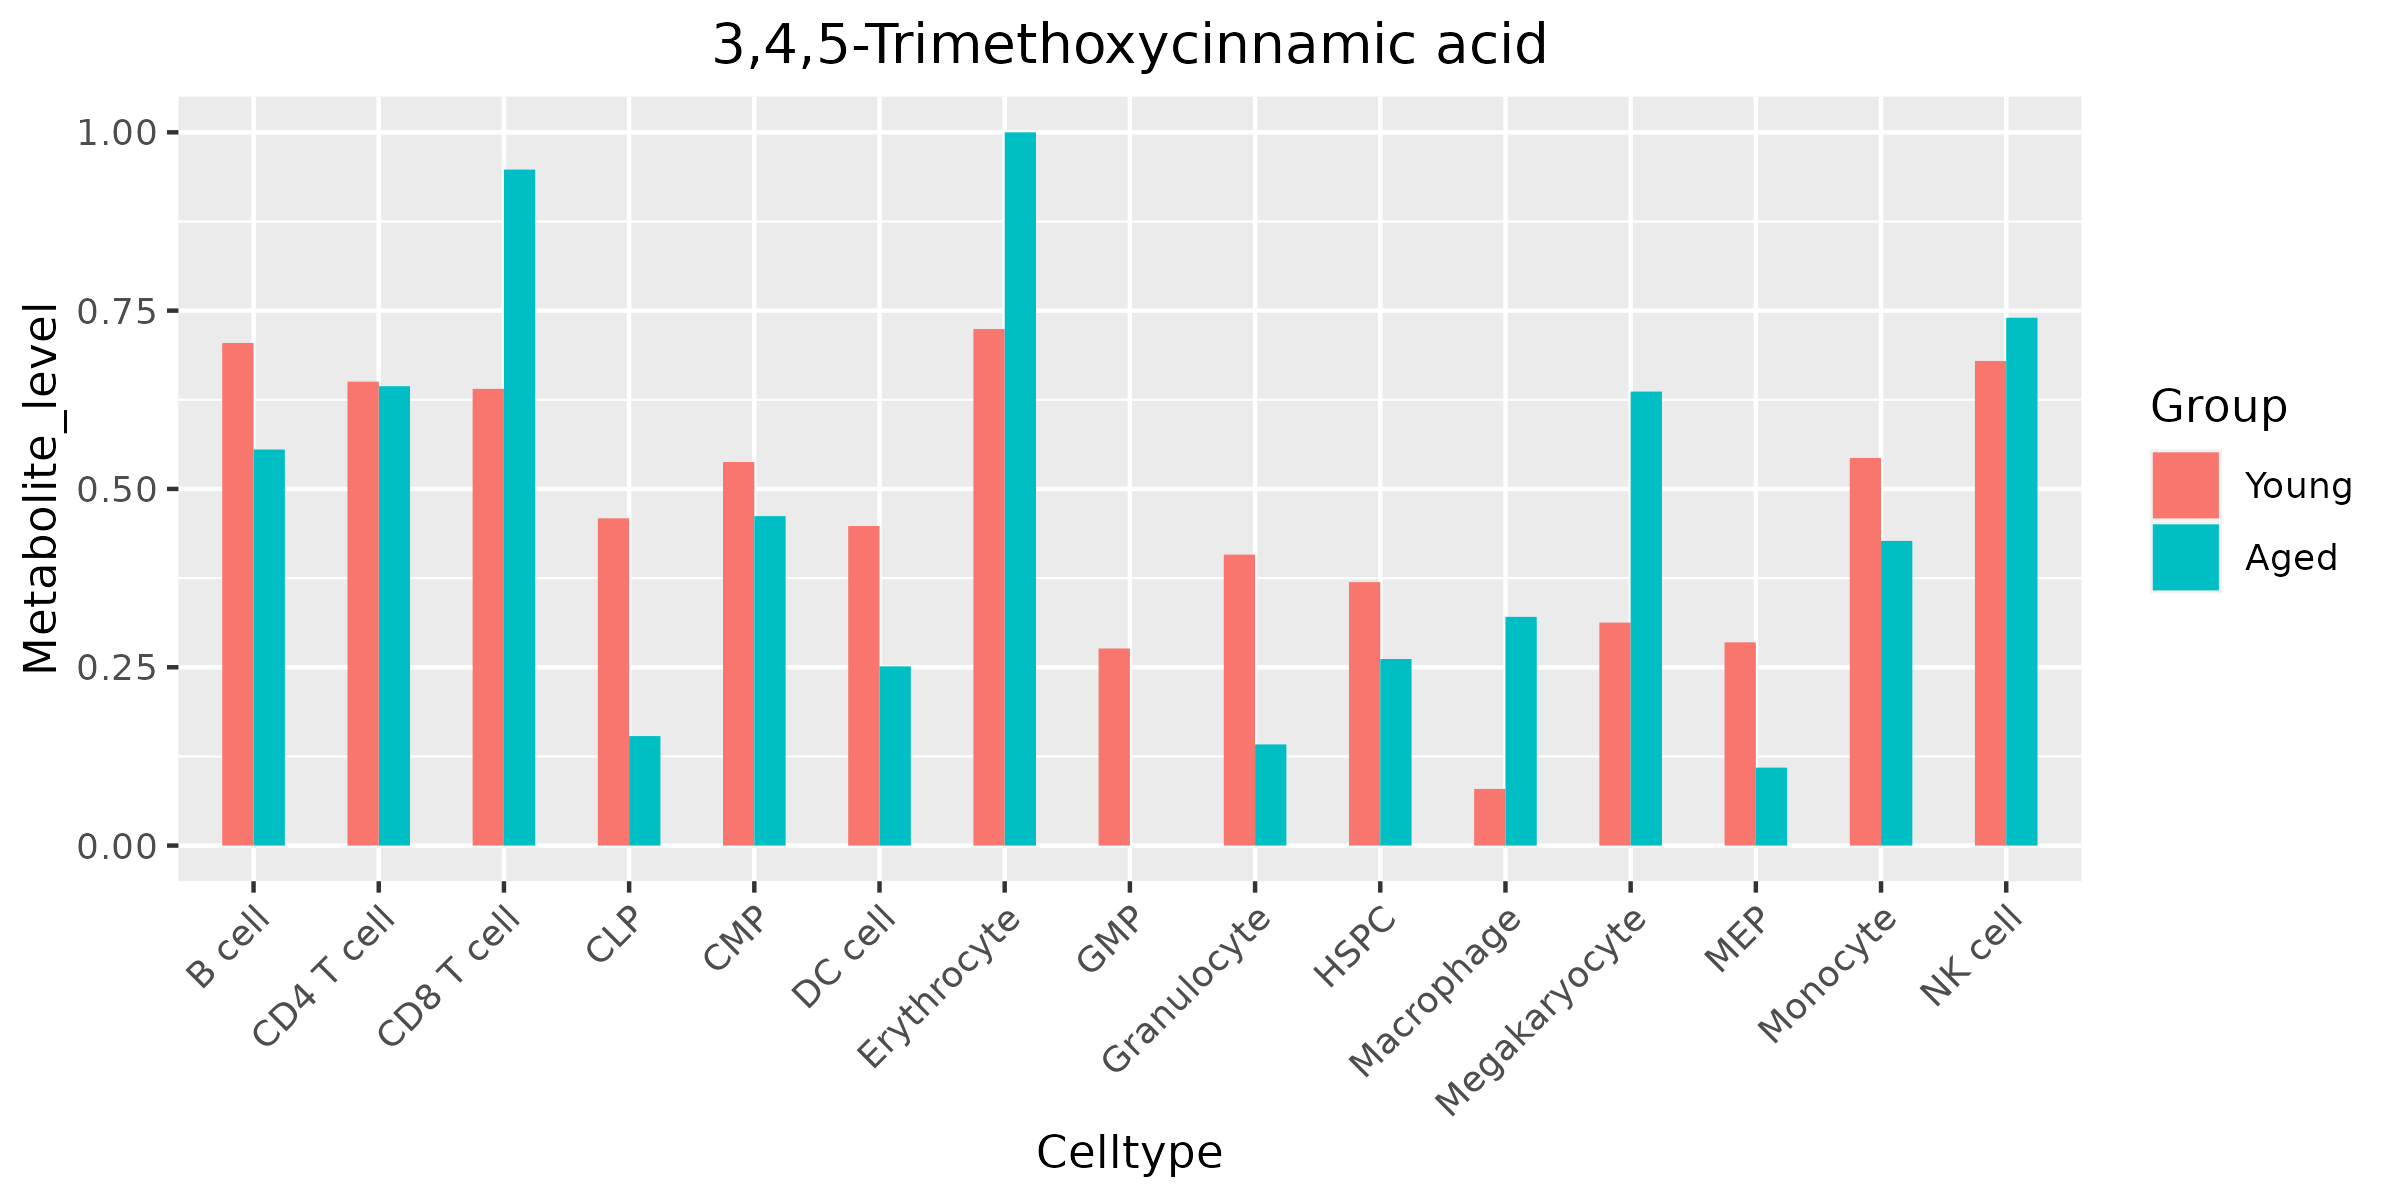 3,4,5-Trimethoxycinnamic acid
Metabolite_level
1.00
0.75
0.50
0.25
0.00
B cell
CD4 T cell
CD8 T cell
CLP
CMP
DC cell
Erythrocyte
GMP
Granulocyte
HSPC
Macrophage
Megakaryocyte
MEP
Monocyte
NK cell
Celltype
Group
Young
Aged